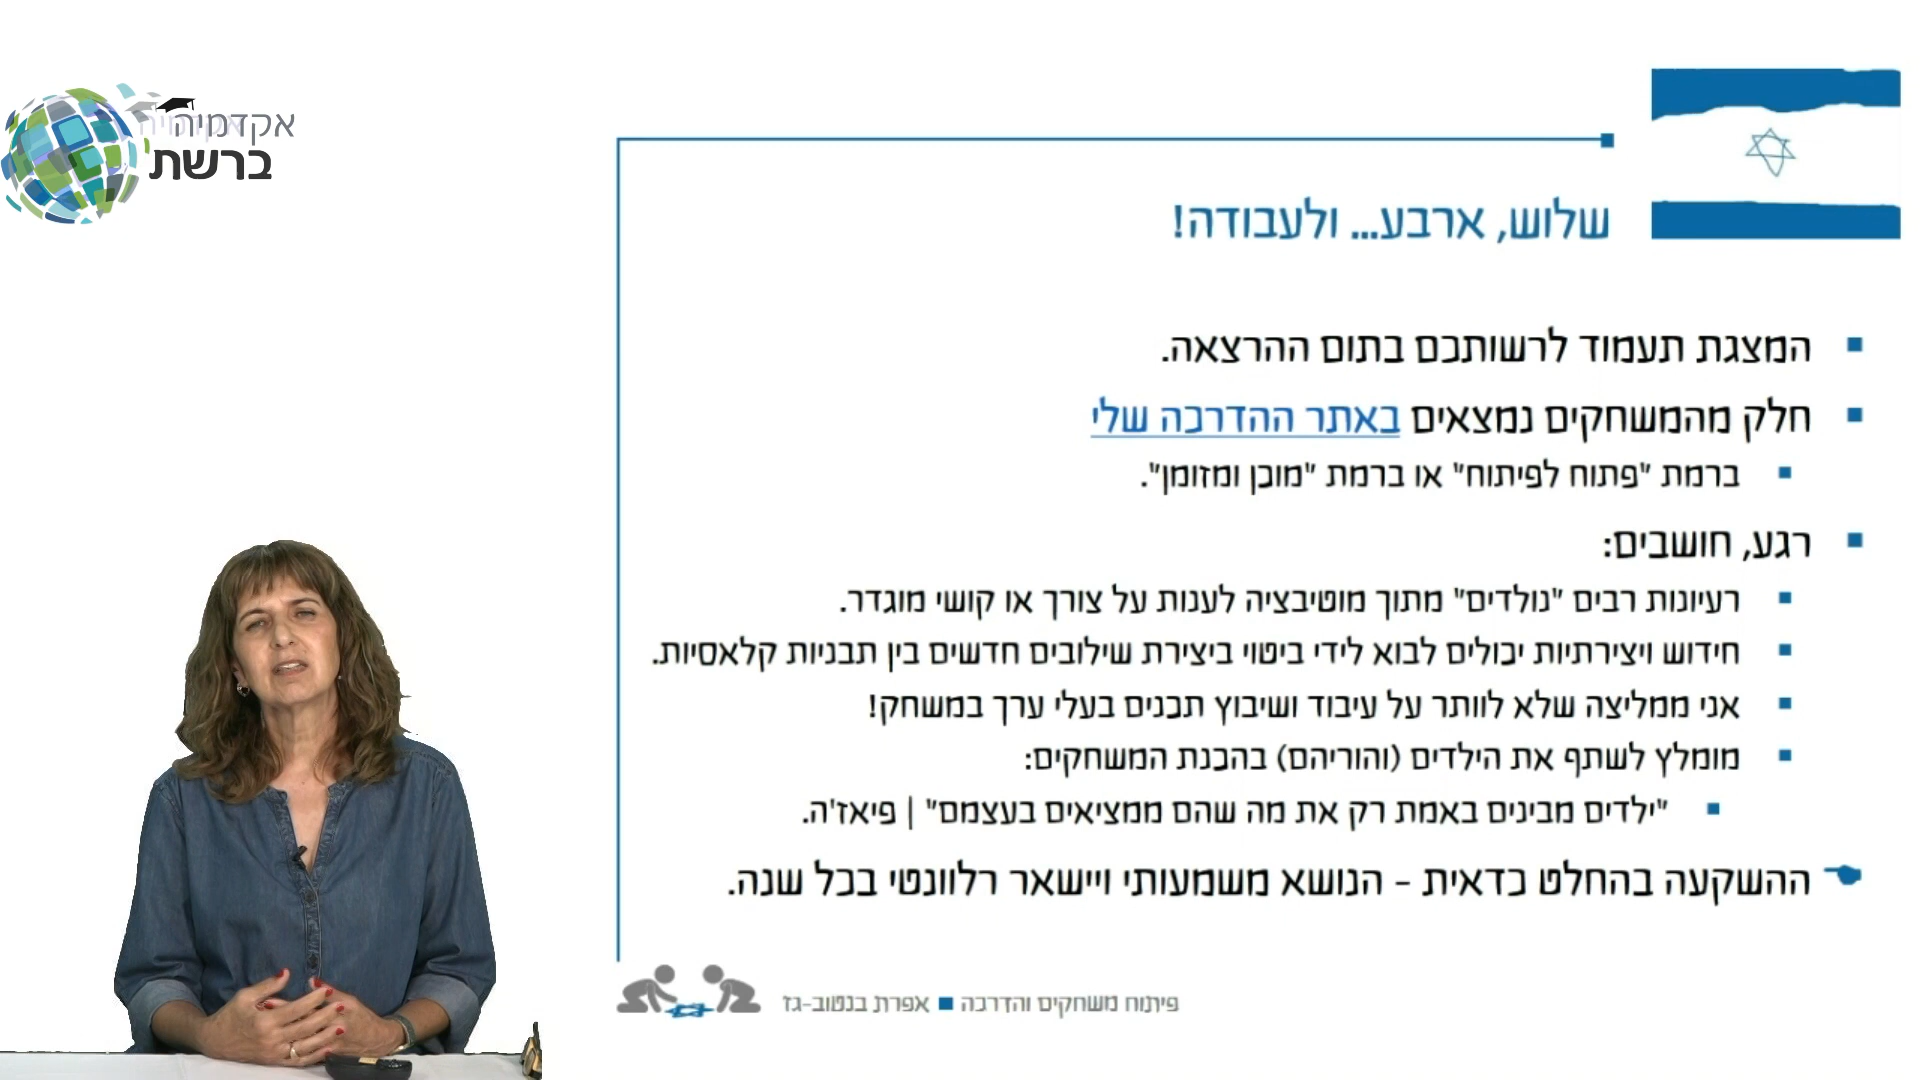 אקדמיה
ברשת
שלוש, ארבע... ולעבודה!
המצגת תעמוד לרשותכם בתום ההרצאה.
חלק מהמשחקים נמצאים באתר ההדרכה שלי
ברמת "פתוח לפיתוח" או ברמת "מוכן ומזומן".
רגע, חושבים:
רעיונות רבים "נולדים" מתוך מוטיבציה לענות על צורך או קושי מוגדר.
חידוש ויצירתיות יכולים לבוא לידי ביטוי ביצירת שילובים חדשים בין תבניות קלאסיות.
אני ממליצה שלא לוותר על עיבוד ושיבוץ תכנים בעלי ערך במשחק!
מומלץ לשתף את הילדים (והוריהם) בהכנת המשחקים:
"ילדים מבינים באמת רק את מה שהם ממציאים בעצמם" | פיאז'ה.
ההשקעה בהחלט כדאית - הנושא משמעותי ויישאר רלוונטי בכל שנה.
פיתוח משחקים והדרכה ■ אפרת בנטוב-גז